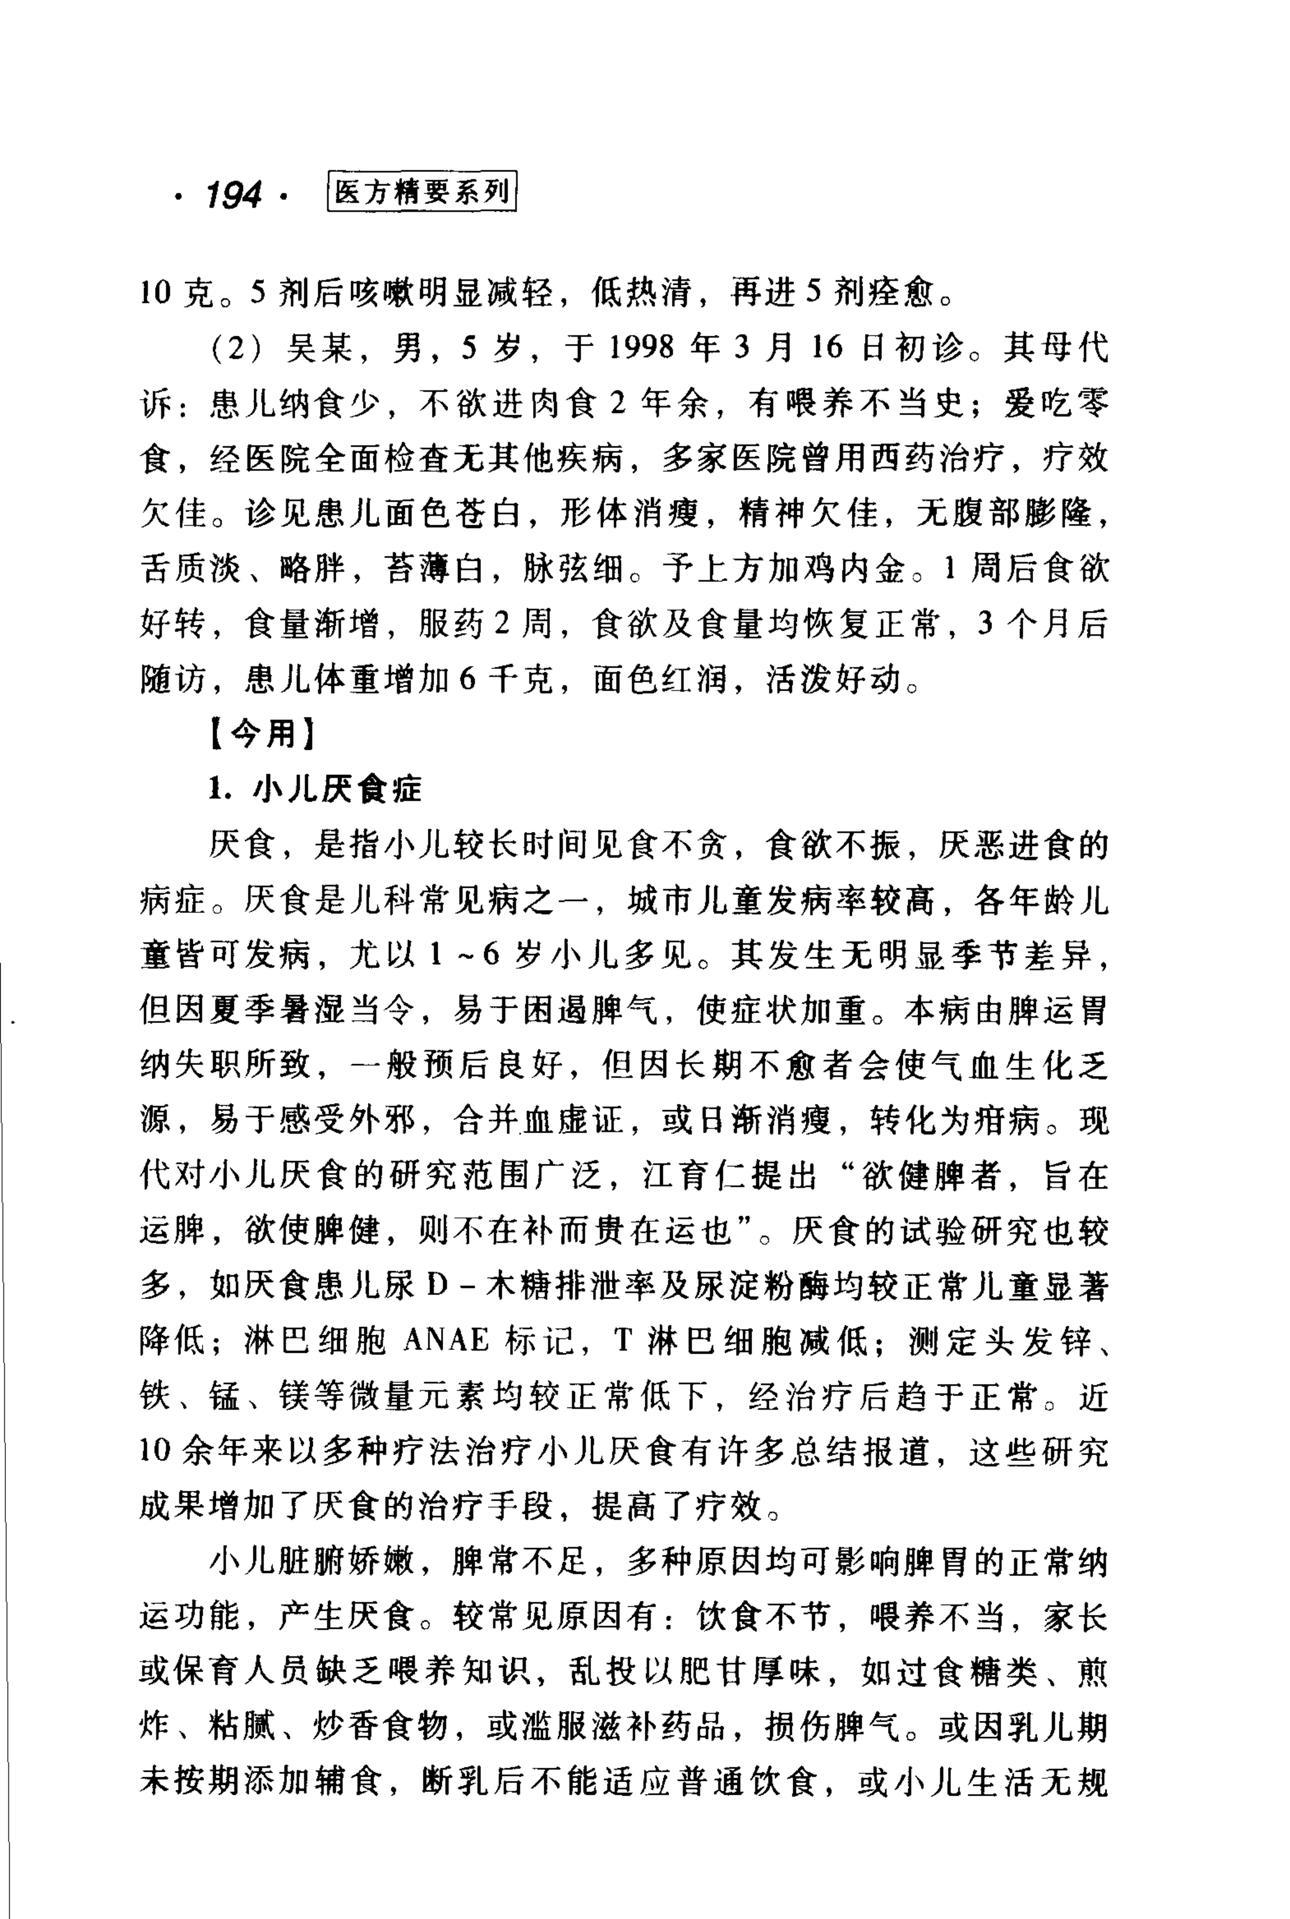 · 194 · 医方精要系列
10 克。5 剂后咳嗽明显减轻，低热清，再进 5 剂痊愈。
（2）吴某，男，5 岁，于 1998 年 3 月 16 日初诊。其母代
诉：患儿纳食少，不欲进肉食 2 年余，有喂养不当史；爱吃零
食，经医院全面检查无其他疾病，多家医院曾用西药治疗，疗效
欠佳。诊见患儿面色苍白，形体消瘦，精神欠佳，无腹部膨隆，
舌质淡、略胖，苔薄白，脉弦细。予上方加鸡内金。1 周后食欲
好转，食量渐增，服药 2 周，食欲及食量均恢复正常，3 个月后
随访，患儿体重增加 6 千克，面色红润，活泼好动。
【今用】
1. 小儿厌食症
厌食，是指小儿较长时间见食不贪，食欲不振，厌恶进食的
病症。厌食是儿科常见病之一，城市儿童发病率较高，各年龄儿
童皆可发病，尤以 1 ~ 6 岁小儿多见。其发生无明显季节差异，
但因夏季暑湿当令，易于困遏脾气，使症状加重。本病由脾运胃
纳失职所致，一般预后良好，但因长期不愈者会使气血生化乏
源，易于感受外邪，合并血虚证，或日渐消瘦，转化为疳病。现
代对小儿厌食的研究范围广泛，江育仁提出“欲健脾者，旨在
运脾，欲使脾健，则不在补而贵在运也”。厌食的试验研究也较
多，如厌食患儿尿 D－木糖排泄率及尿淀粉酶均较正常儿童显著
降低；淋巴细胞 ANAE 标记，T 淋巴细胞减低；测定头发锌、
铁、锰、镁等微量元素均较正常低下，经治疗后趋于正常。近
10 余年来以多种疗法治疗小儿厌食有许多总结报道，这些研究
成果增加了厌食的治疗手段，提高了疗效。
小儿脏腑娇嫩，脾常不足，多种原因均可影响脾胃的正常纳
运功能，产生厌食。较常见原因有：饮食不节，喂养不当，家长
或保育人员缺乏喂养知识，乱投以肥甘厚味，如过食糖类、煎
炸、粘腻、炒香食物，或滥服滋补药品，损伤脾气。或因乳儿期
未按期添加辅食，断乳后不能适应普通饮食，或小儿生活无规